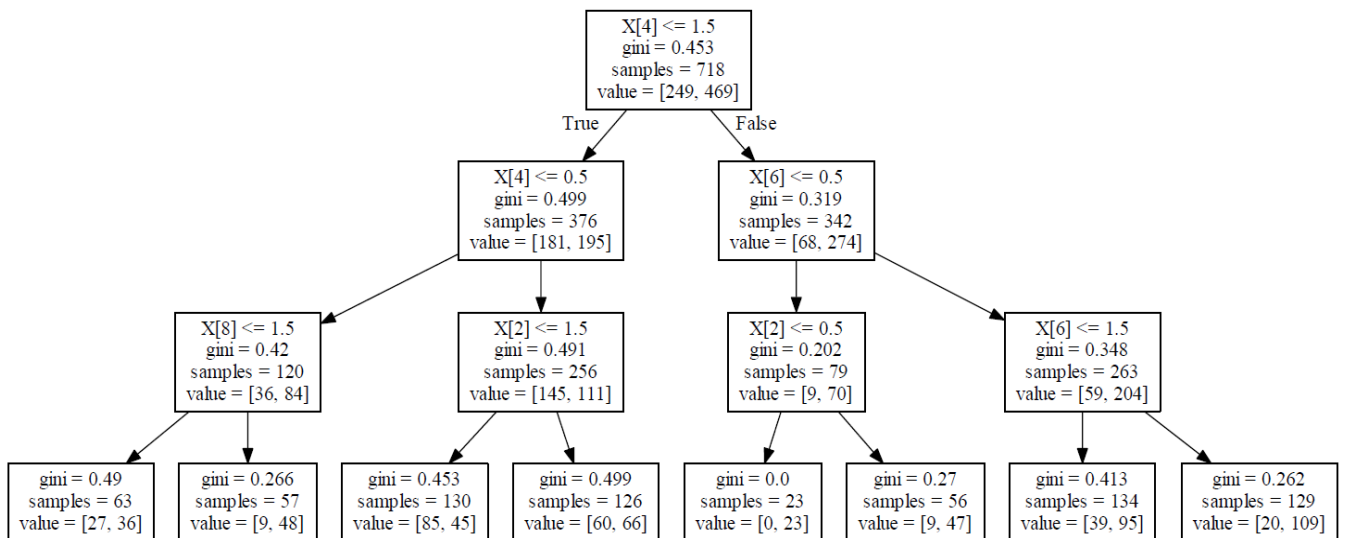 X[4] <= 1.5
gini = 0.453
samples = 718
value = [249, 469]
True
False
X[4] <= 0.5
gini = 0.499
samples = 376
value = [181, 195]
X[6] <= 0.5
gini = 0.319
samples = 342
value = [68, 274]
X[8] <= 1.5
gini = 0.42
samples = 120
value = [36, 84]
X[2] <= 1.5
gini = 0.491
samples = 256
value = [145, 111]
X[2] <= 0.5
gini = 0.202
samples = 79
value = [9, 70]
X[6] <= 1.5
gini = 0.348
samples = 263
value = [59, 204]
gini = 0.49
samples = 63
value = [27, 36]
gini = 0.266
samples = 57
value = [9, 48]
gini = 0.453
samples = 130
value = [85, 45]
gini = 0.499
samples = 126
value = [60, 66]
gini = 0.0
samples = 23
value = [0, 23]
gini = 0.27
samples = 56
value = [9, 47]
gini = 0.413
samples = 134
value = [39, 95]
gini = 0.262
samples = 129
value = [20, 109]